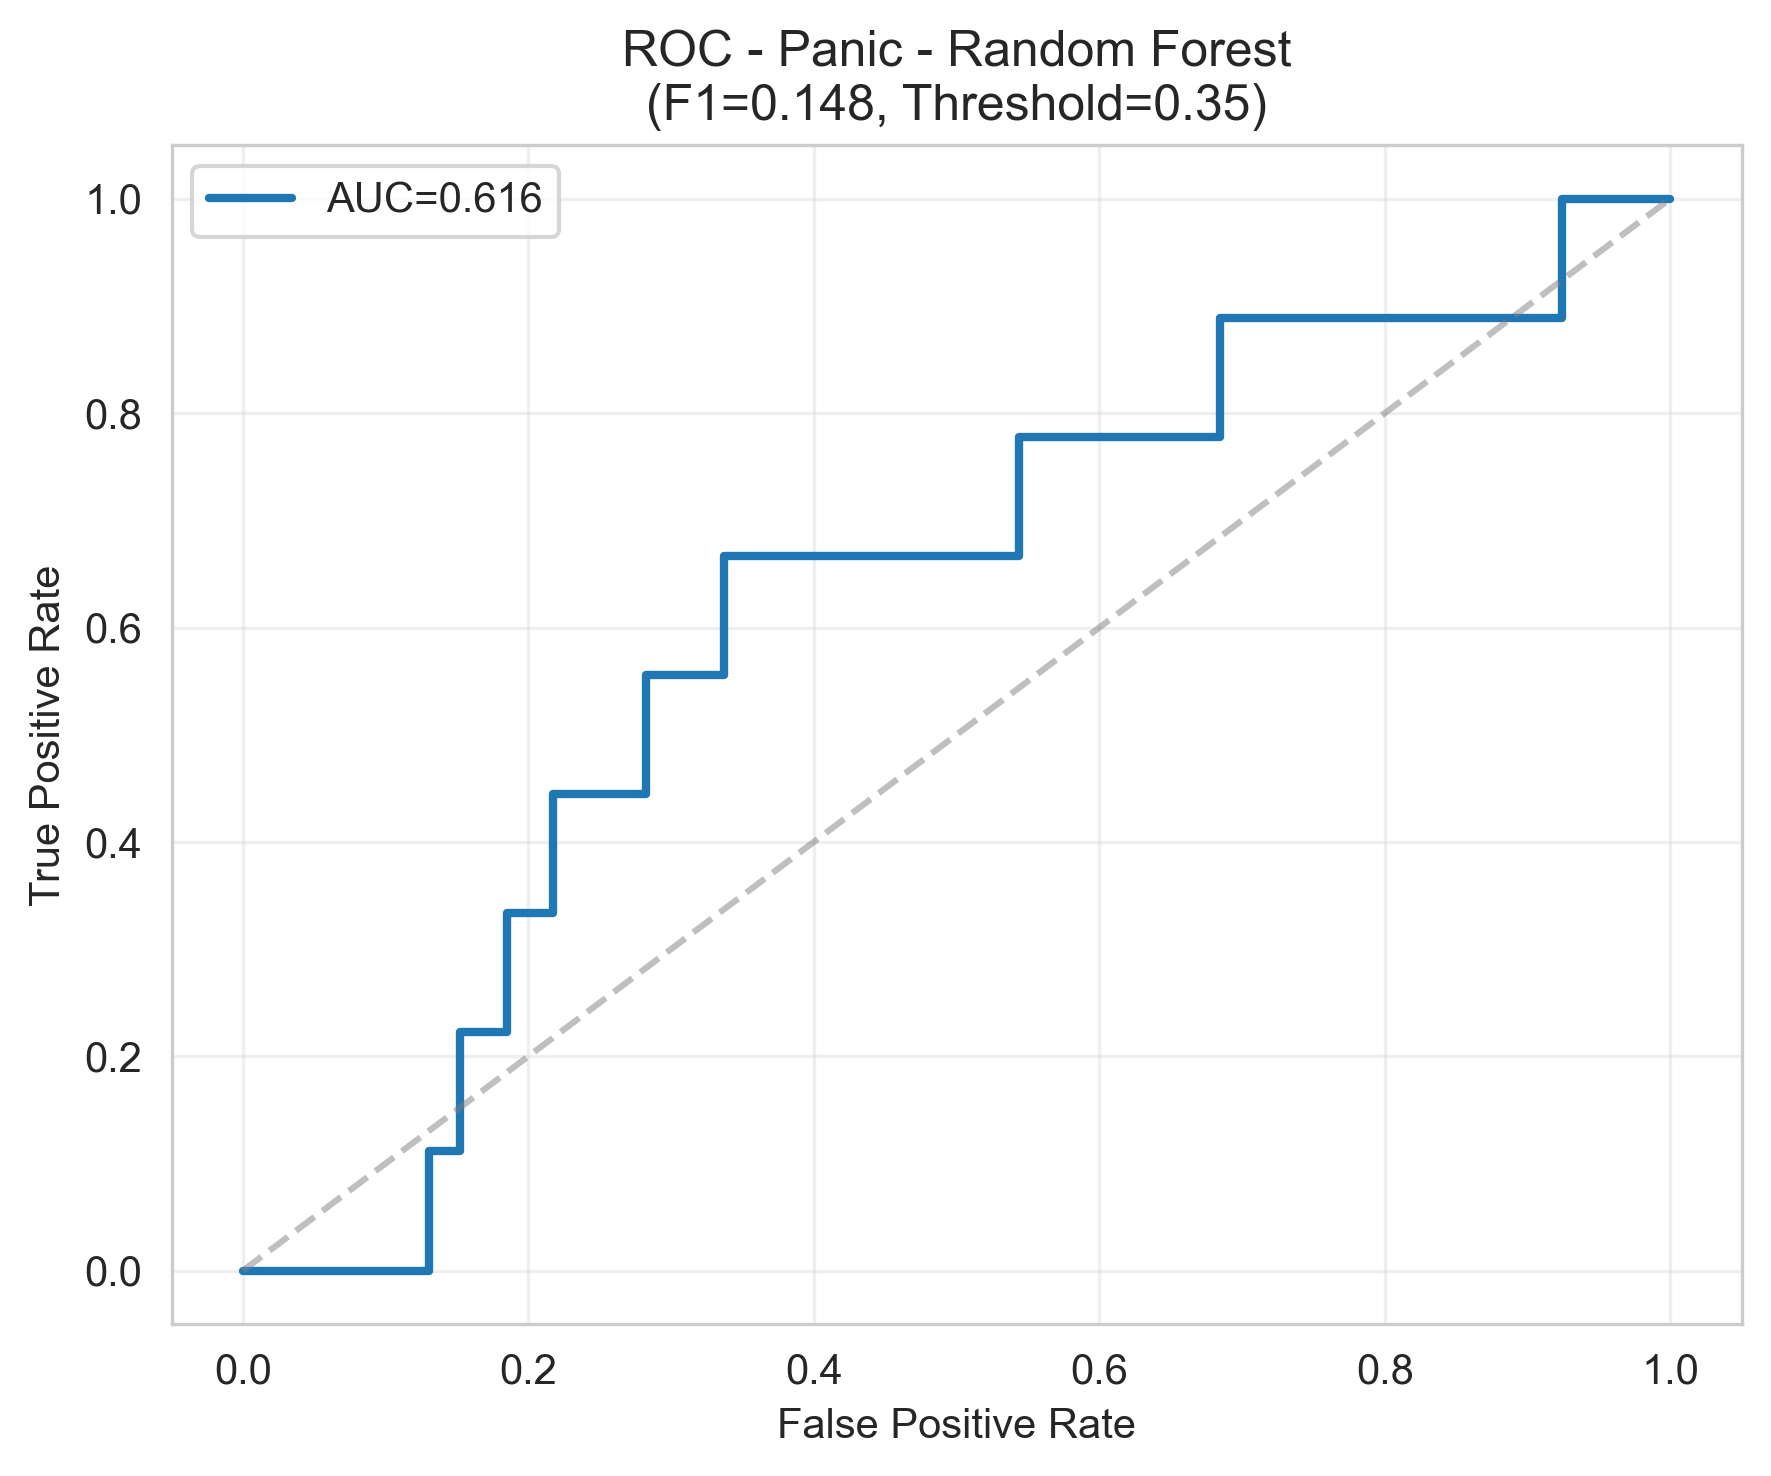 ROC - Panic - Random Forest
(F1=0.148, Threshold=0.35)
AUC=0.616
1.0
0.8
0.6
0.4
0.2
0.0
True Positive Rate
0.0 0.2 0.4 0.6 0.8 1.0
False Positive Rate